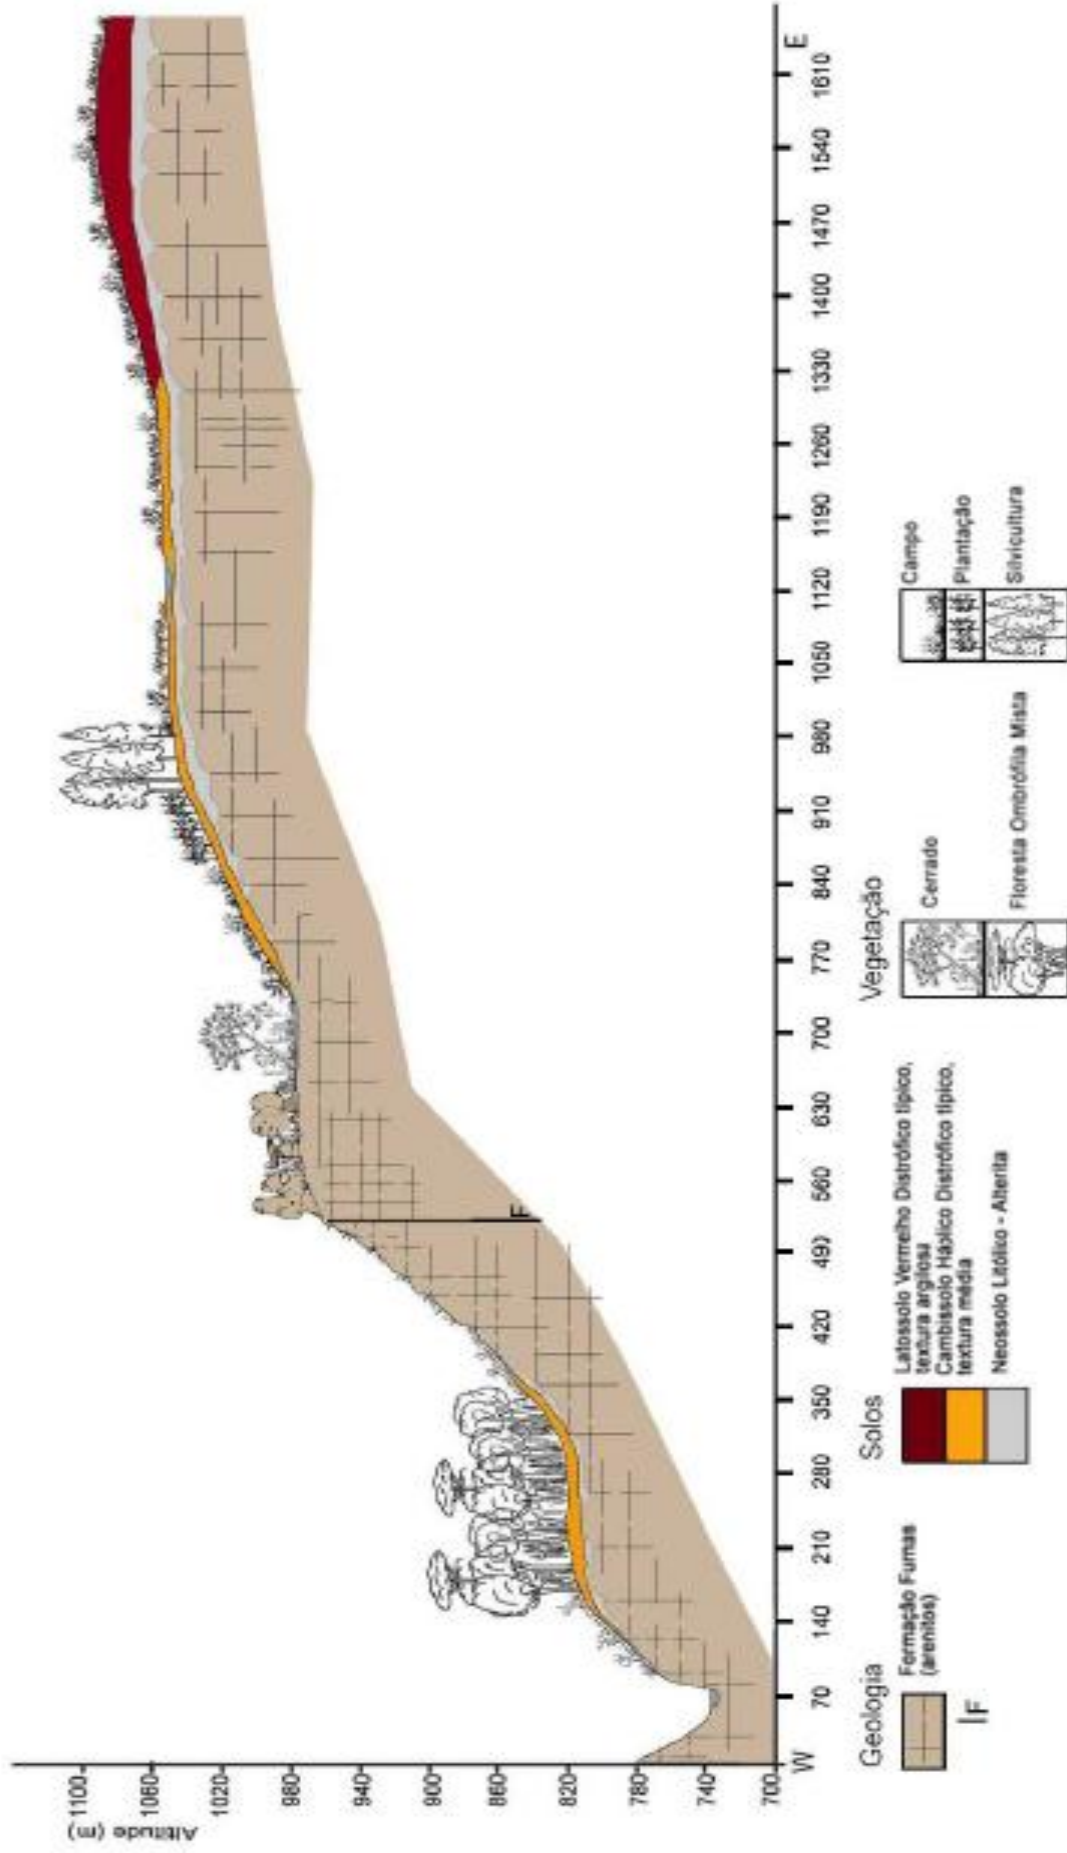 Altitude (m)
1100
1060
1020
980
940
900
860
820
780
740
700
F
W
70
140
210
280
350
420
490
560
630
700
770
840
910
980
1050
1120
1190
1260
1330
1400
1470
1540
1610
E
Geologia
Formação Furnas
(arenitos)
F
Solos
Latossolo Vermelho Distrófico típico,
textura argilosa
Cambissolo Háplico Distrófico típico,
textura média
Neossolo Litólico - Alterita
Vegetação
Cerrado
Floresta Ombrófila Mista
Campo
Plantação
Silvicultura